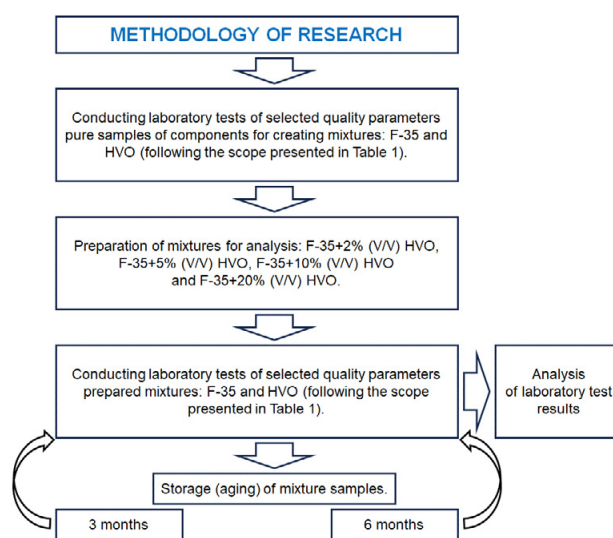 METHODOLOGY OF RESEARCH
Conducting laboratory tests of selected quality parameters
pure samples of components for creating mixtures: F-35 and
HVO (following the scope presented in Table 1).
Preparation of mixtures for analysis: F-35+2% (V/V) HVO,
F-35+5% (V/V) HVO, F-35+10% (V/V) HVO
and F-35+20% (V/V) HVO.
Conducting laboratory tests of selected quality parameters
prepared mixtures: F-35 and HVO (following the scope
presented in Table 1).
Analysis
of laboratory test
results
Storage (aging) of mixture samples.
3 months
6 months